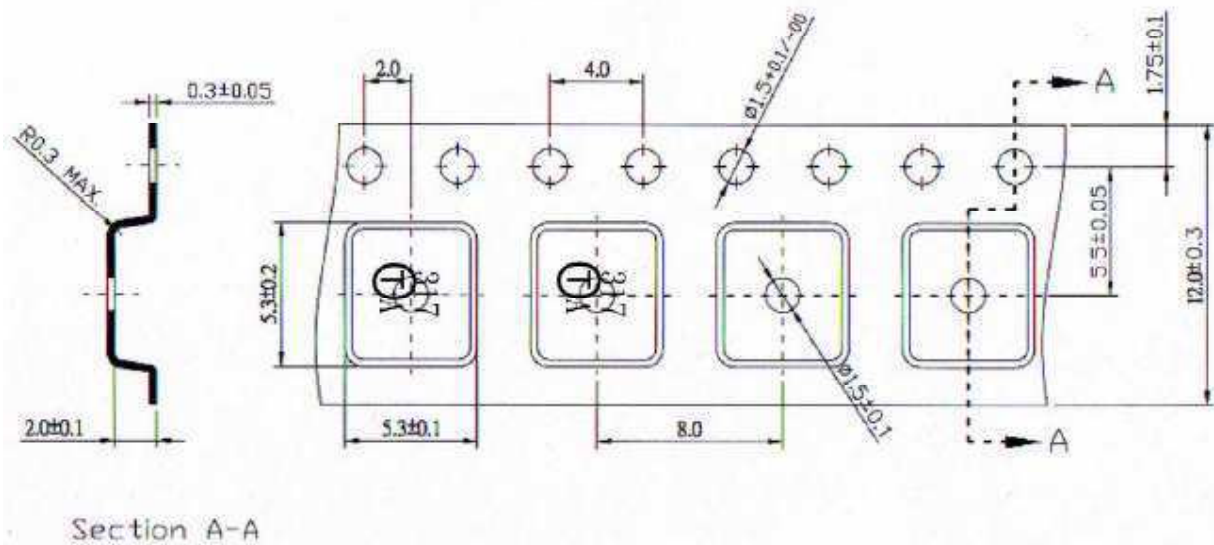 2.0
4.0
Ø1.5+0.1/-00
1.75±0.1
A
0.3±0.05
R0.3 MAX.
5.3±0.2
T
T
5.5±0.05
12.0±0.3
Ø1.5±0.1
2.0±0.1
5.3±0.1
8.0
A
Section A-A